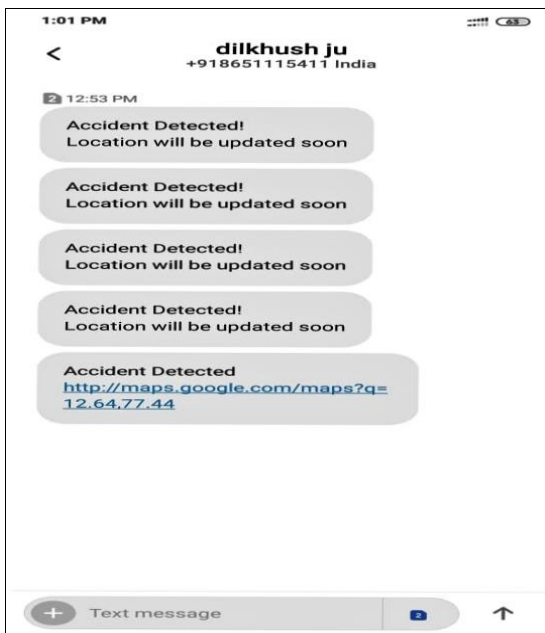 1:01 PM
63
dilkhush ju
+918651115411 India
2 12:53 PM
Accident Detected!
Location will be updated soon
Accident Detected!
Location will be updated soon
Accident Detected!
Location will be updated soon
Accident Detected!
Location will be updated soon
Accident Detected
http://maps.google.com/maps?q=
12.64,77.44
Text message
2